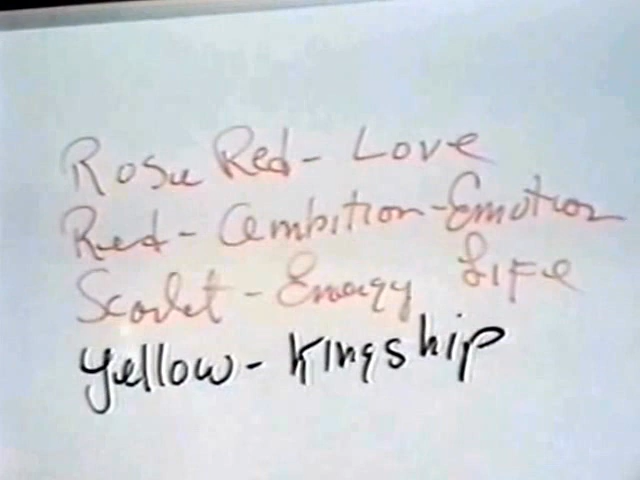 Rose Red - Love
Red - Ambition - Emotion
Scarlet - Energy Life
Yellow - Kingship